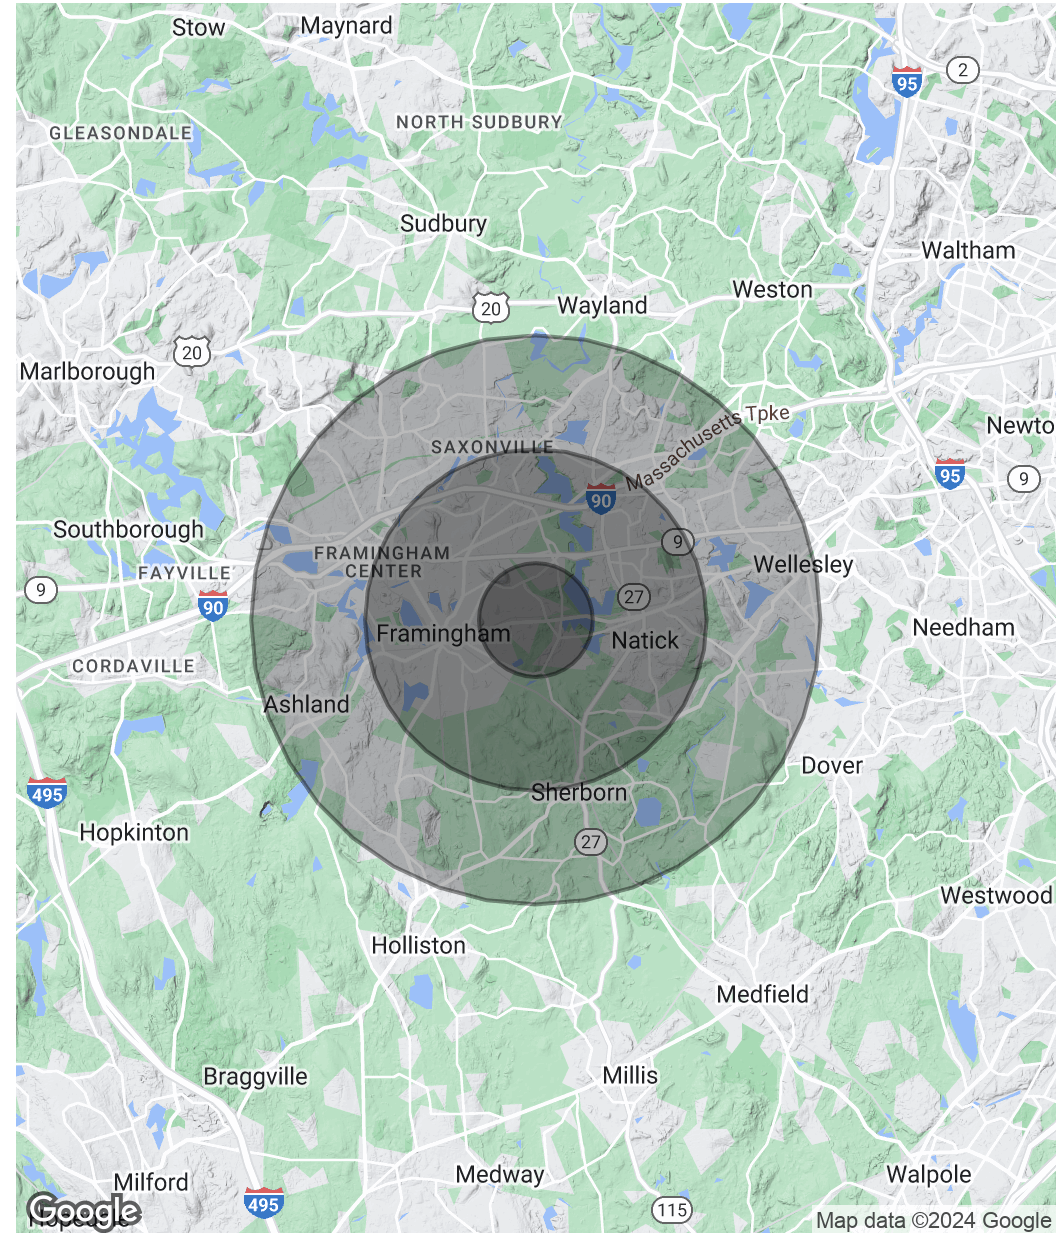 Stow
Maynard
95
2
NORTH SUDBURY
GLEASONDALE
Sudbury
Waltham
Weston
20
Wayland
20
Marlborough
Massachusetts Tpke
Newto
SAXONVILLE
95
9
90
Southborough
9
FRAMINGHAM
CENTER
Wellesley
FAYVILLE
9
90
27
Framingham
Natick
Needham
CORDAVILLE
Ashland
Dover
495
Sherborn
Hopkinton
27
Westwood
Holliston
Medfield
Braggville
Millis
Medway
Walpole
Milford
495
115
Google
Map data ©2024 Google